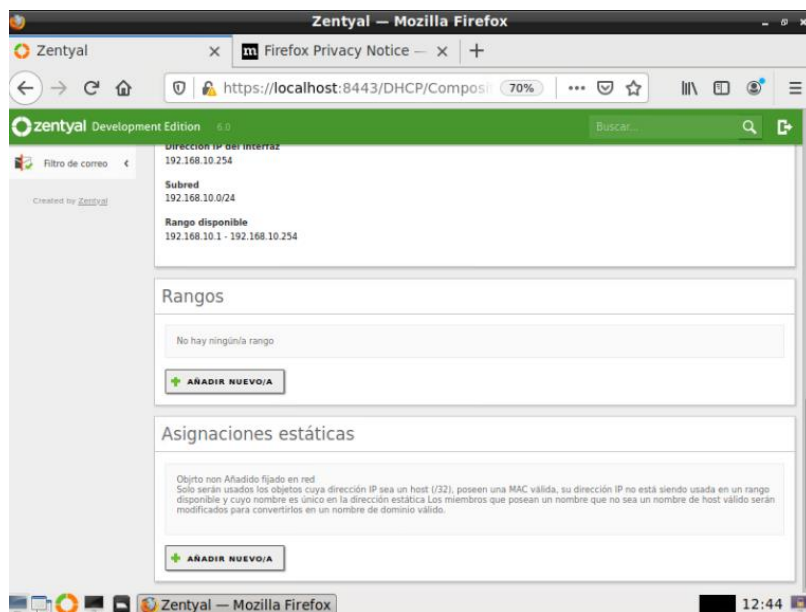 Zentyal — Mozilla Firefox
Zentyal
Firefox Privacy Notice —
https://localhost:8443/DHCP/Composi
70%
zentyal Development Edition 6.0
Buscar...
Filtro de correo
Created by Zentyal
Dirección IP del interfaz
192.168.10.254
Subred
192.168.10.0/24
Rango disponible
192.168.10.1 - 192.168.10.254
Rangos
No hay ningún/a rango
AÑADIR NUEVO/A
Asignaciones estáticas
Objrto non Añadido fijado en red
Solo serán usados los objetos cuya dirección IP sea un host (/32), poseen una MAC válida, su dirección IP no está siendo usada en un rango
disponible y cuyo nombre es único en la dirección estática Los miembros que posean un nombre que no sea un nombre de host válido serán
modificados para convertirlos en un nombre de dominio válido.
AÑADIR NUEVO/A
Zentyal — Mozilla Firefox
12:44